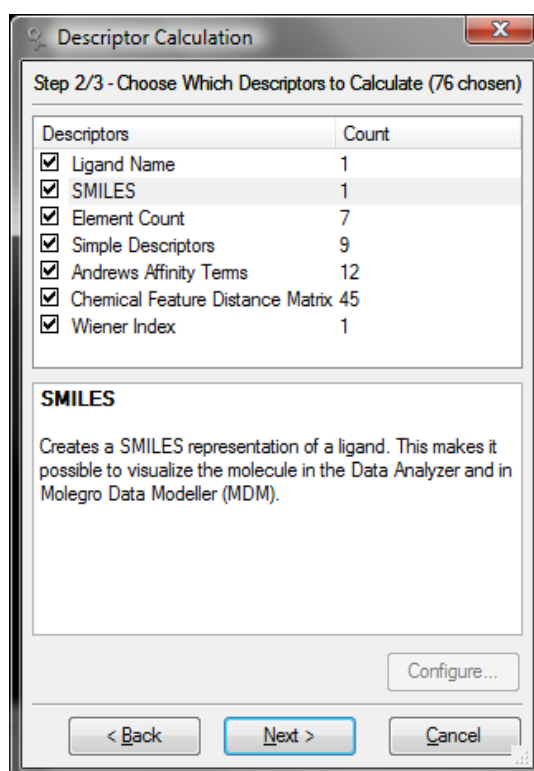 Descriptor Calculation
Step 2/3 - Choose Which Descriptors to Calculate (76 chosen)
Descriptors Count
Ligand Name 1
SMILES 1
Element Count 7
Simple Descriptors 9
Andrews Affinity Terms 12
Chemical Feature Distance Matrix 45
Wiener Index 1
SMILES
Creates a SMILES representation of a ligand. This makes it
possible to visualize the molecule in the Data Analyzer and in
Molegro Data Modeller (MDM).
Configure...
< Back Next > Cancel